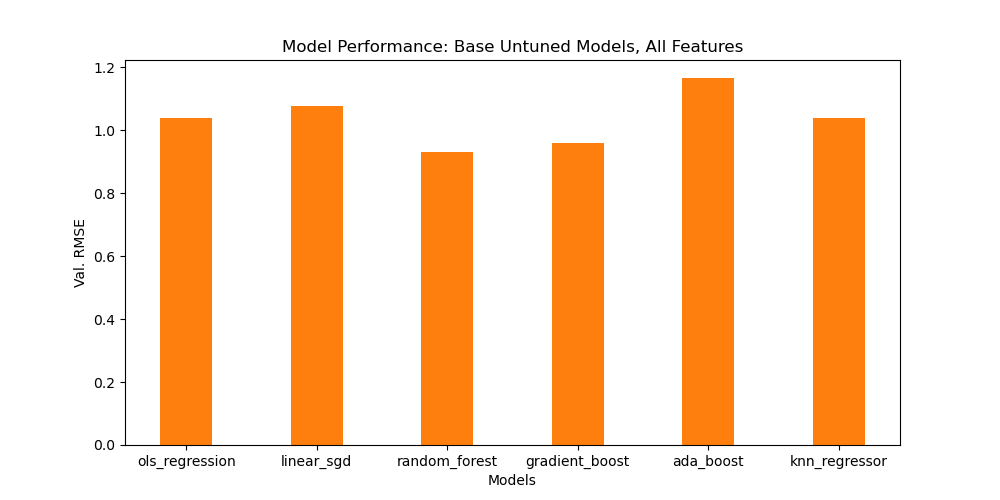 Model Performance: Base Untuned Models, All Features
1.2
1.0
0.8
0.6
0.4
0.2
0.0
Val. RMSE
ols_regression linear_sgd random_forest gradient_boost ada_boost knn_regressor
Models